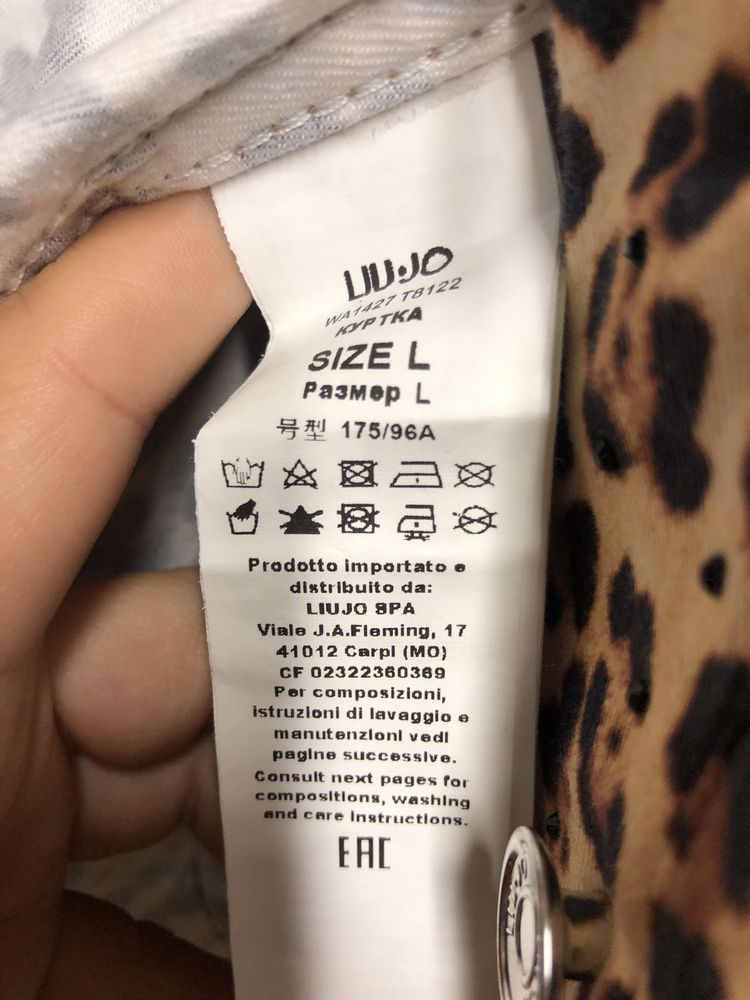 LIU·JO
WA1427 T8122
КУРТКА
SIZE L
Размер L
号型 175/96A
Prodotto importato e
distribuito da:
LIUJO SPA
Viale J.A.Fleming, 17
41012 Carpi (MO)
CF 02322360369
Per composizioni,
istruzioni di lavaggio e
manutenzioni vedi
pagine successive.
Consult next pages for
compositions, washing
and care instructions.
EAC